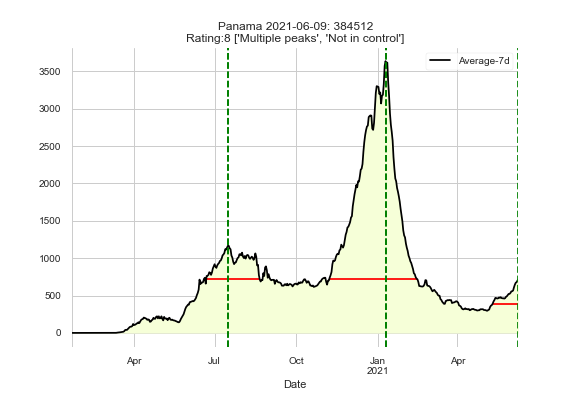 Panama 2021-06-09: 384512
Rating:8 ['Multiple peaks', 'Not in control']
Average-7d
3500
3000
2500
2000
1500
1000
500
0
Apr
Jul
Oct
Jan
2021
Apr
Date